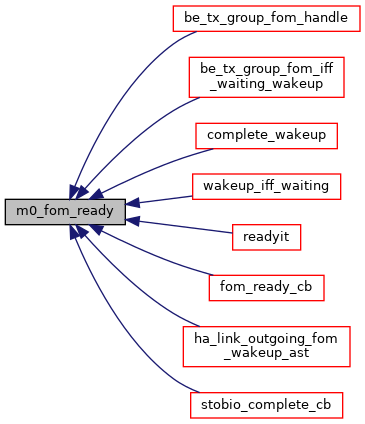 be_tx_group_fom_handle
be_tx_group_fom_iff
_waiting_wakeup
complete_wakeup
wakeup_iff_waiting
m0_fom_ready
readyit
fom_ready_cb
ha_link_outgoing_fom
_wakeup_ast
stobio_complete_cb